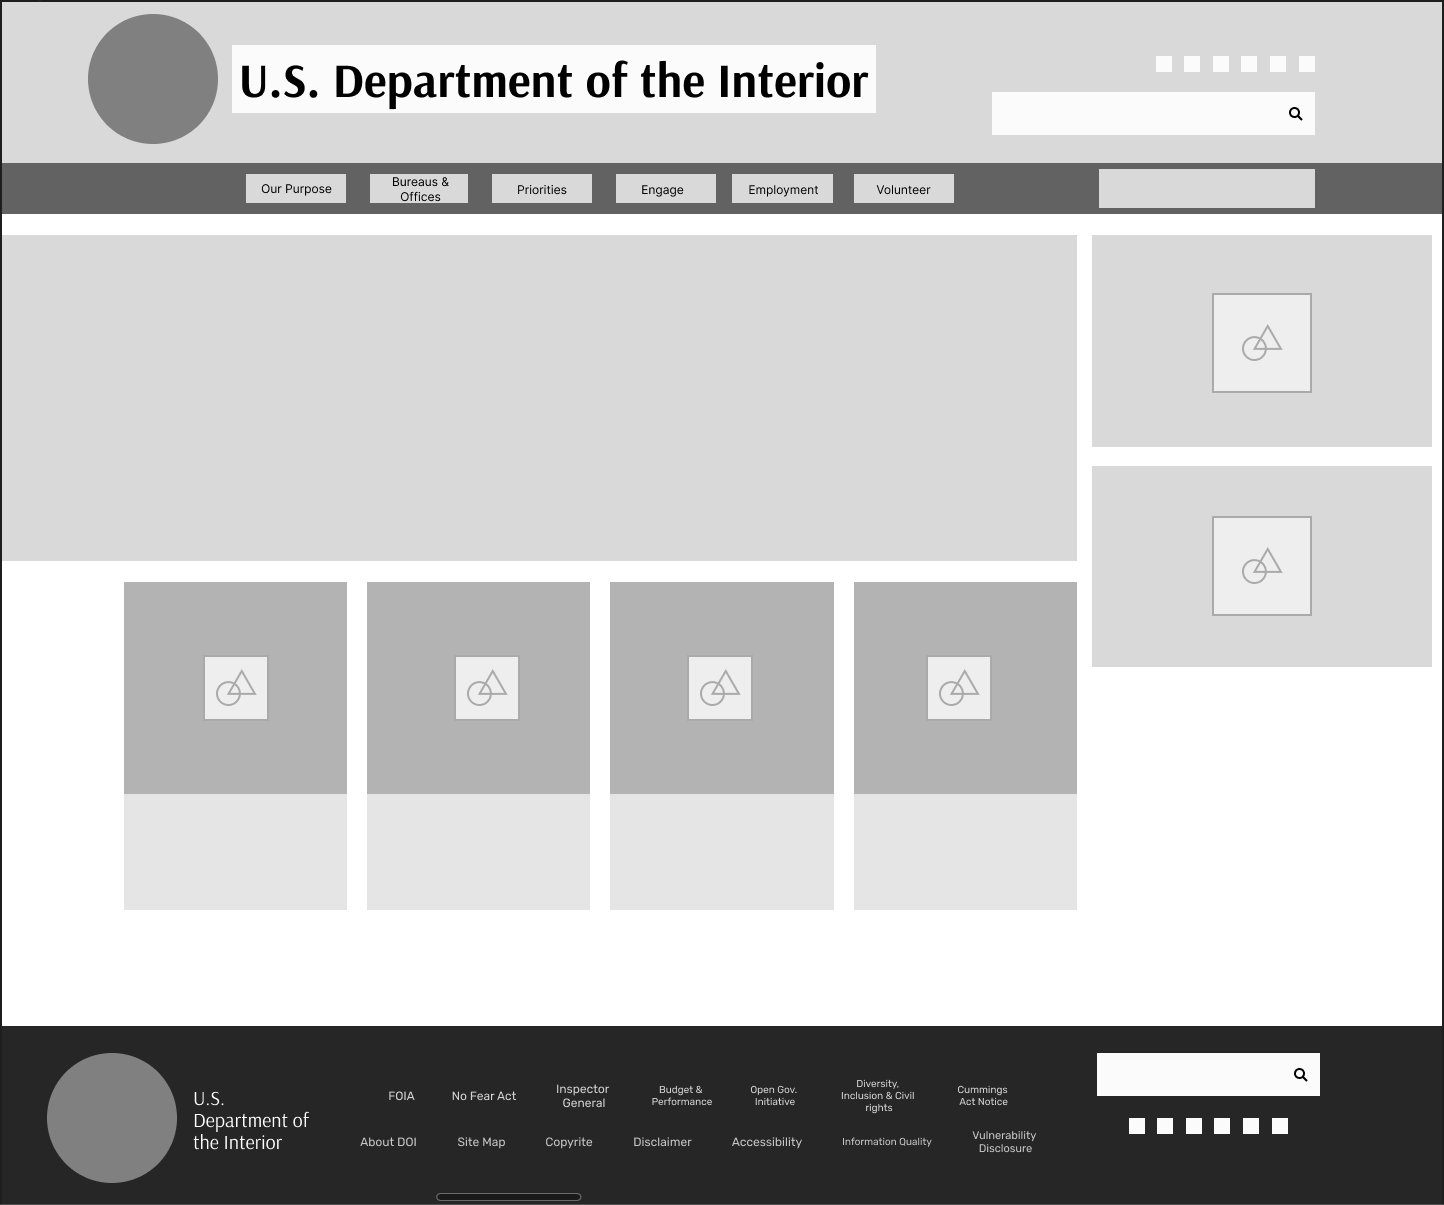 U.S. Department of the Interior
Our Purpose
Bureaus &
Offices
Priorities
Engage
Employment
Volunteer
U.S.
Department of
the Interior
FOIA
No Fear Act
Inspector
General
Budget &
Performance
Open Gov.
Initiative
Diversity,
Inclusion & Civil
rights
Cummings
Act Notice
About DOI
Site Map
Copyrite
Disclaimer
Accessibility
Information Quality
Vulnerability
Disclosure